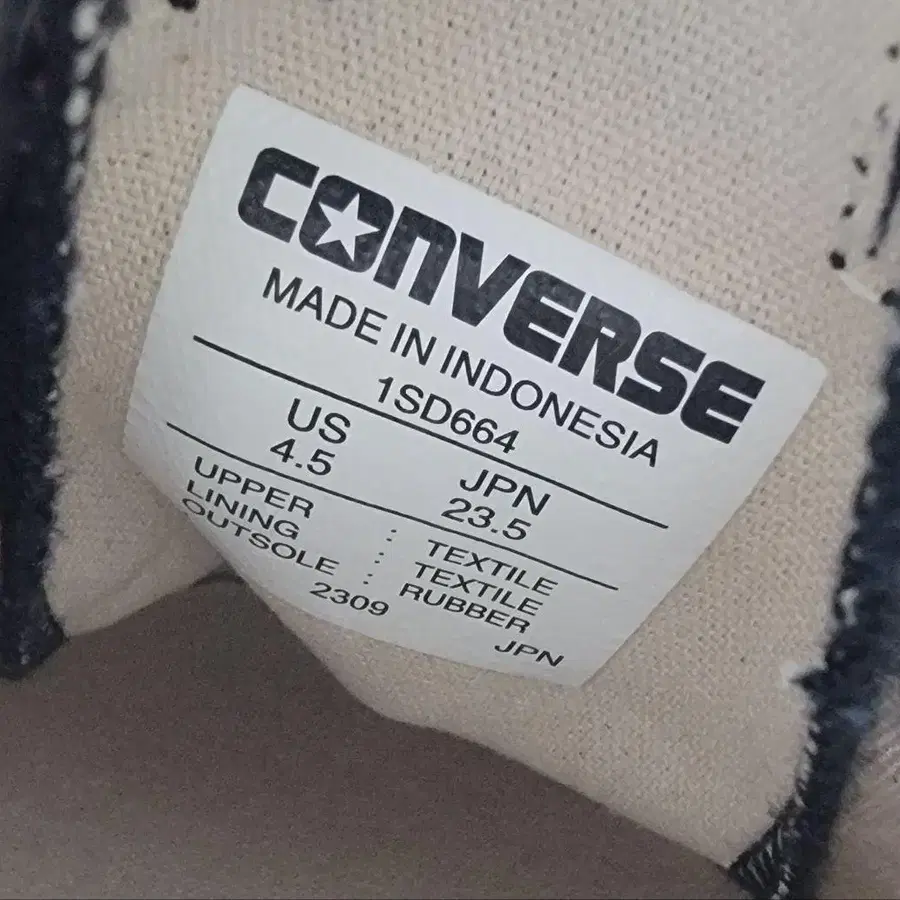 CONVERSE
MADE IN INDONESIA
1SD664
US JPN
4.5 23.5
UPPER : TEXTILE
LINING : TEXTILE
OUTSOLE : RUBBER
2309 JPN